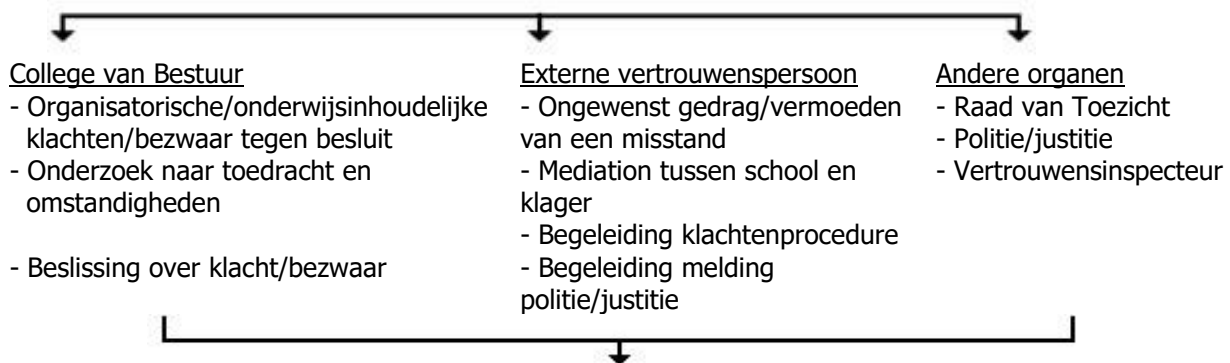 College van Bestuur
- Organisatorische/onderwijsinhoudelijke
klachten/bezwaar tegen besluit
- Onderzoek naar toedracht en
omstandigheden
- Beslissing over klacht/bezwaar
Externe vertrouwenspersoon
- Ongewenst gedrag/vermoeden
van een misstand
- Mediation tussen school en
klager
- Begeleiding klachtenprocedure
- Begeleiding melding
politie/justitie
Andere organen
- Raad van Toezicht
- Politie/justitie
- Vertrouwensinspecteur